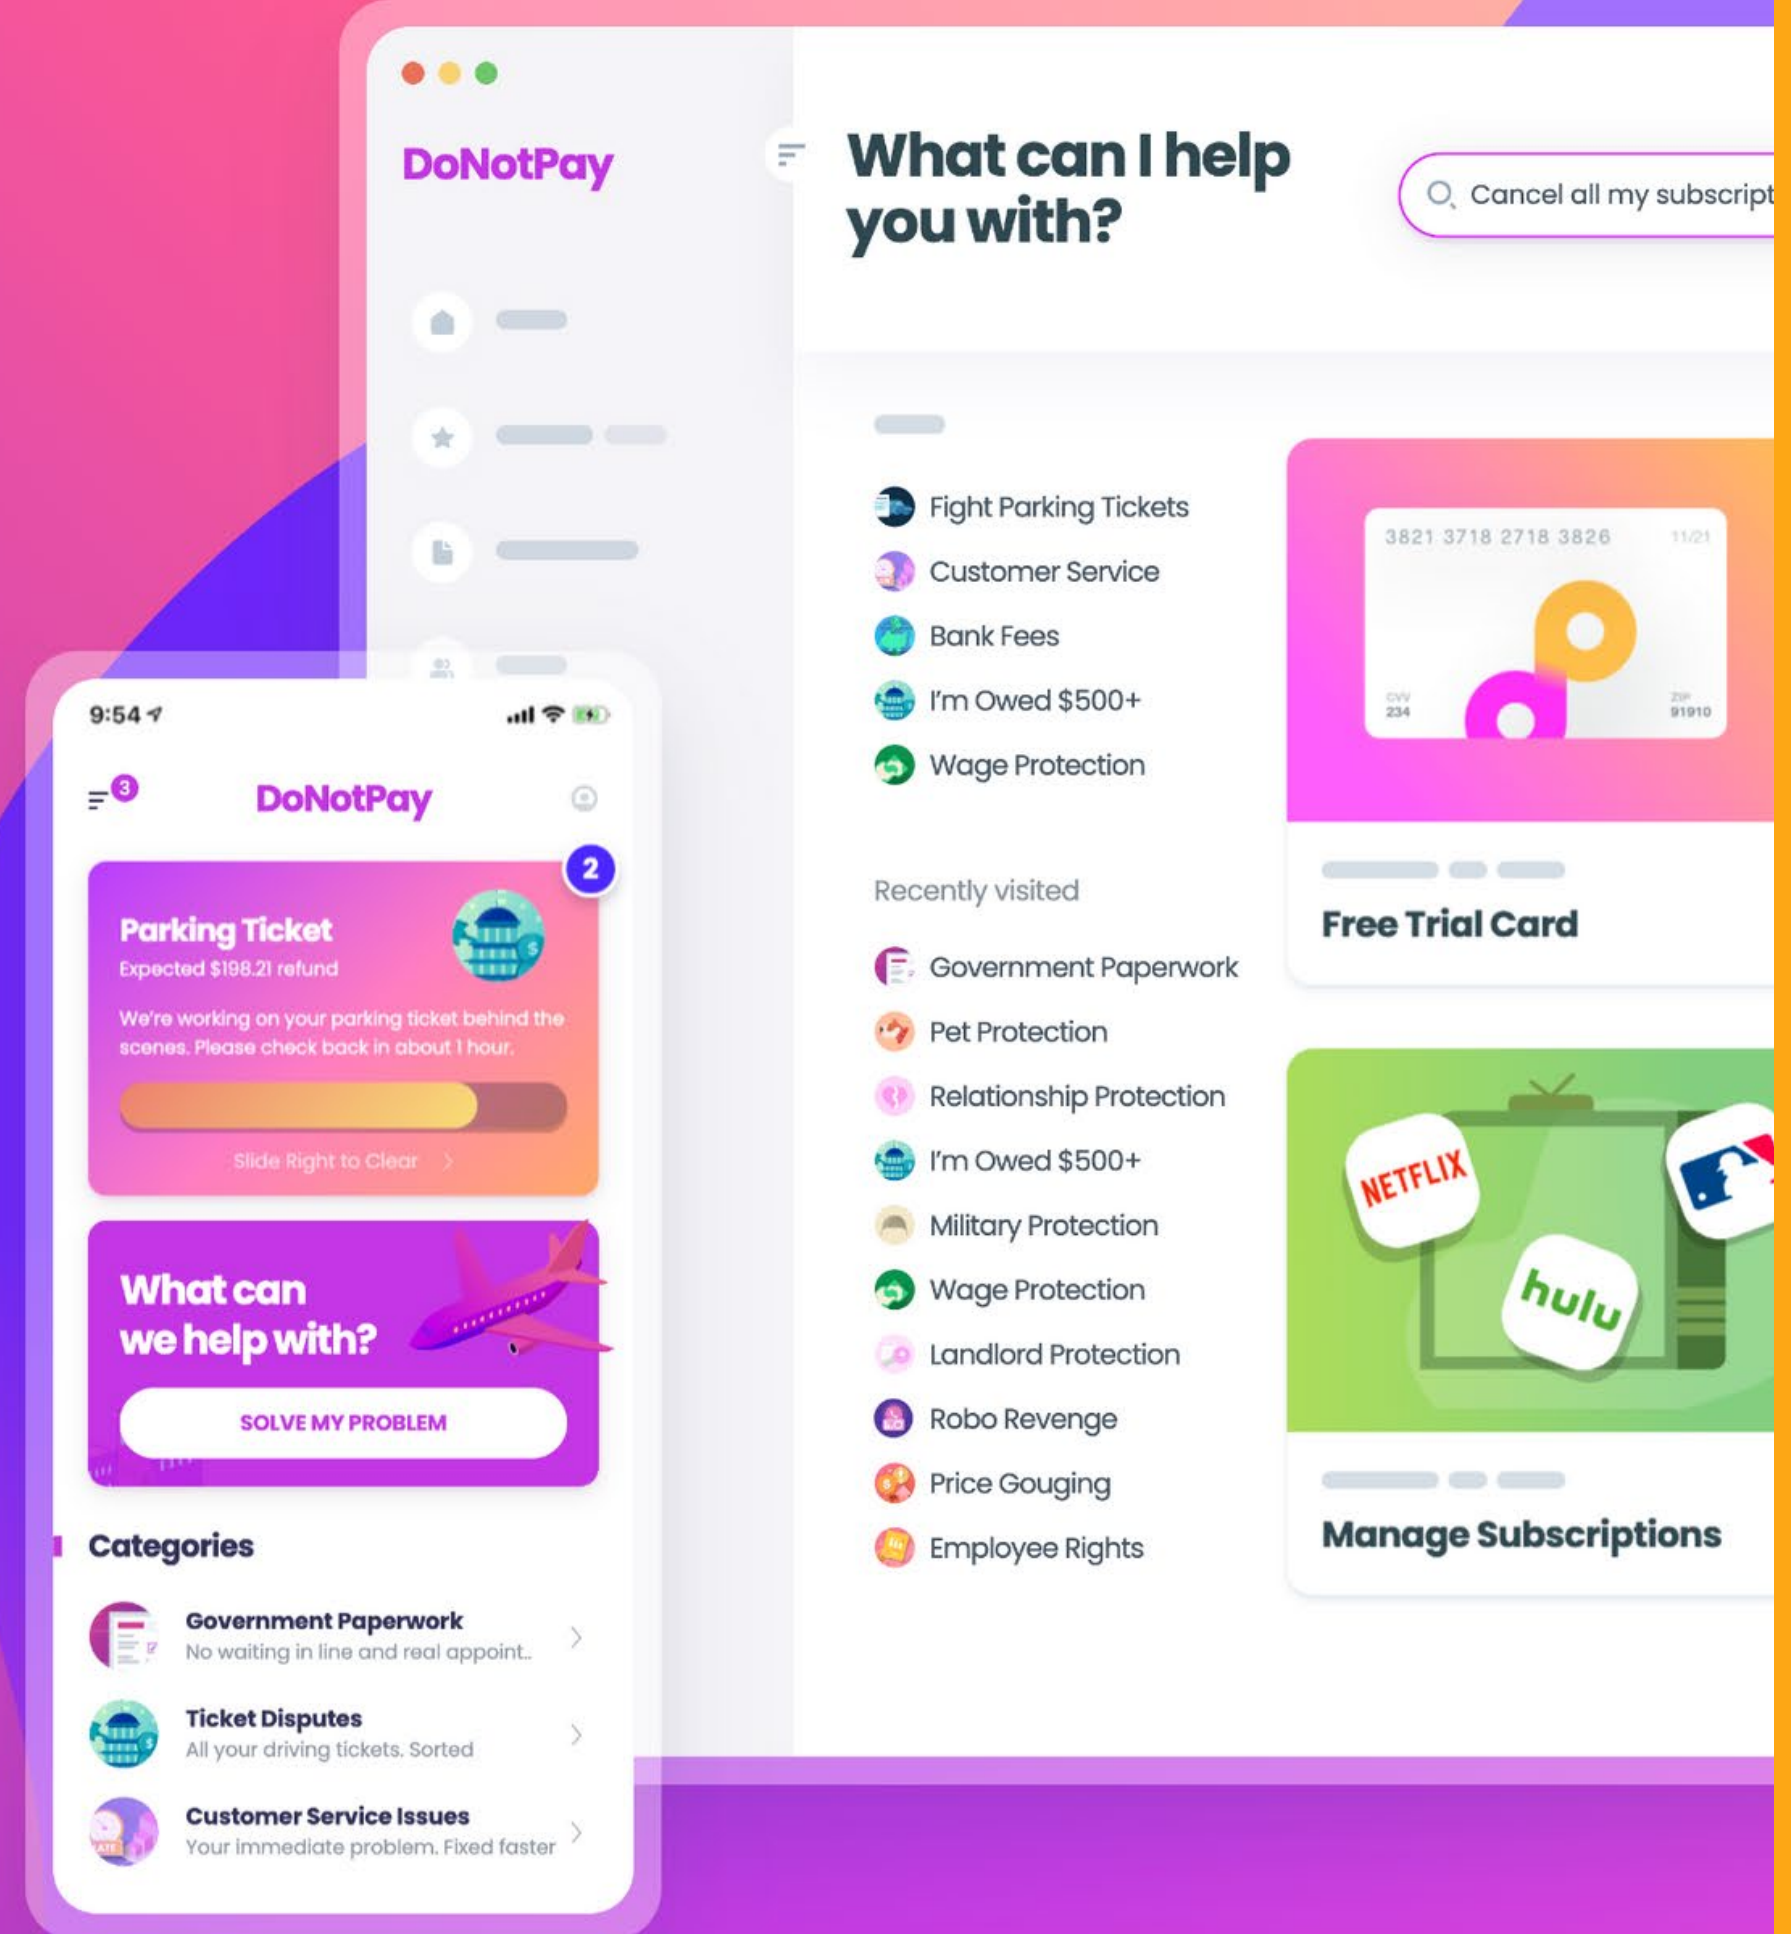 DoNotPay
What can I help
you with?
Cancel all my subscript
Fight Parking Tickets
Customer Service
Bank Fees
I'm Owed $500+
Wage Protection
Recently visited
Government Paperwork
Pet Protection
Relationship Protection
I'm Owed $500+
Military Protection
Wage Protection
Landlord Protection
Robo Revenge
Price Gouging
Employee Rights
3821 3718 2718 3826 11/21
CVV
234
ZIP
91910
Free Trial Card
NETFLIX
hulu
Manage Subscriptions
9:54
3
DoNotPay
2
Parking Ticket
Expected $198.21 refund
We're working on your parking ticket behind the
scenes. Please check back in about 1 hour.
Slide Right to Clear
What can
we help with?
SOLVE MY PROBLEM
Categories
Government Paperwork
No waiting in line and real appoint..
Ticket Disputes
All your driving tickets. Sorted
Customer Service Issues
Your immediate problem. Fixed faster